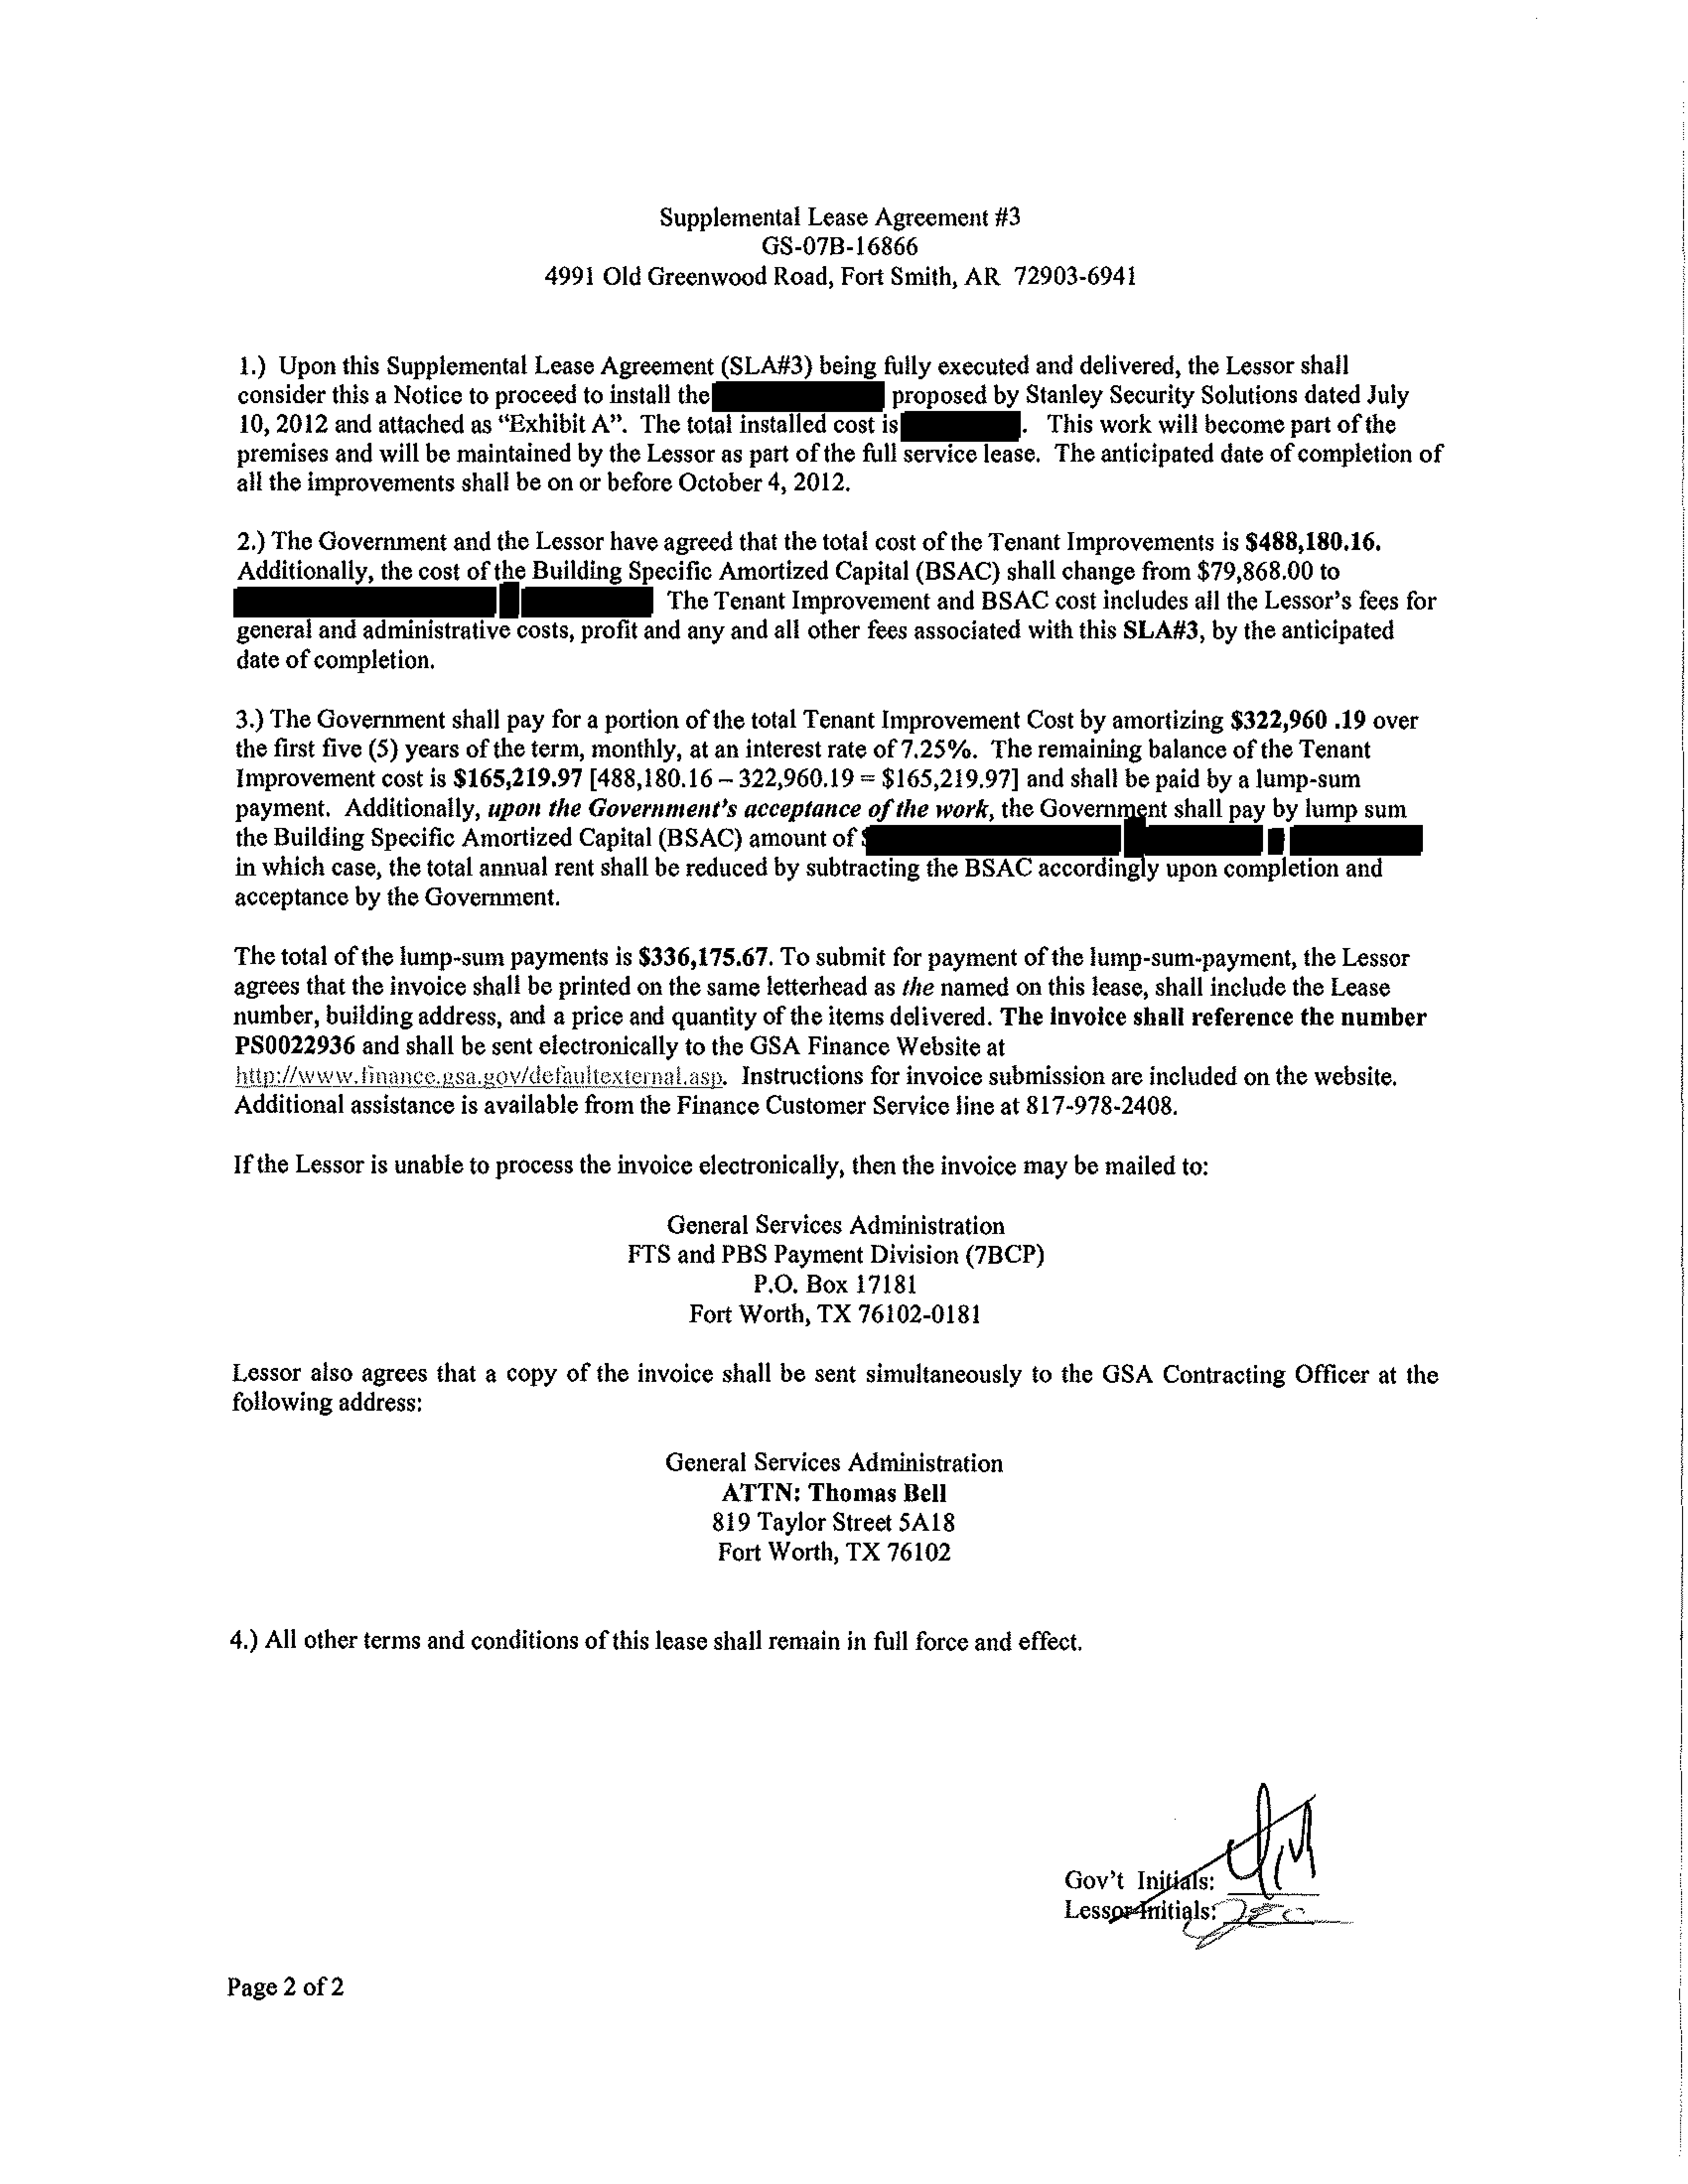 Supplemental Lease Agreement #3
GS-07B-16866
4991 Old Greenwood Road, Fort Smith, AR 72903-6941
1.) Upon this Supplemental Lease Agreement (SLA#3) being fully executed and delivered, the Lessor shall
consider this a Notice to proceed to install the proposed by Stanley Security Solutions dated July
10, 2012 and attached as “Exhibit A”. The total installed cost is . This work will become part of the
premises and will be maintained by the Lessor as part of the full service lease. The anticipated date of completion of
all the improvements shall be on or before October 4, 2012.
2.) The Government and the Lessor have agreed that the total cost of the Tenant Improvements is $488,180.16.
Additionally, the cost of the Building Specific Amortized Capital (BSAC) shall change from $79,868.00 to
The Tenant Improvement and BSAC cost includes all the Lessor's fees for
general and administrative costs, profit and any and all other fees associated with this SLA#3, by the anticipated
date of completion.
3.) The Government shall pay for a portion of the total Tenant Improvement Cost by amortizing $322,960 .19 over
the first five (5) years of the term, monthly, at an interest rate of 7.25%. The remaining balance of the Tenant
Improvement cost is $165,219.97 [488,180.16 – 322,960.19 = $165,219.97] and shall be paid by a lump-sum
payment. Additionally, upon the Government's acceptance of the work, the Government shall pay by lump sum
the Building Specific Amortized Capital (BSAC) amount of
in which case, the total annual rent shall be reduced by subtracting the BSAC accordingly upon completion and
acceptance by the Government.
The total of the lump-sum payments is $336,175.67. To submit for payment of the lump-sum-payment, the Lessor
agrees that the invoice shall be printed on the same letterhead as the named on this lease, shall include the Lease
number, building address, and a price and quantity of the items delivered. The invoice shall reference the number
PS0022936 and shall be sent electronically to the GSA Finance Website at
http://www.finance.gsa.gov/defaultexternal.asp. Instructions for invoice submission are included on the website.
Additional assistance is available from the Finance Customer Service line at 817-978-2408.
If the Lessor is unable to process the invoice electronically, then the invoice may be mailed to:
General Services Administration
FTS and PBS Payment Division (7BCP)
P.O. Box 17181
Fort Worth, TX 76102-0181
Lessor also agrees that a copy of the invoice shall be sent simultaneously to the GSA Contracting Officer at the
following address:
General Services Administration
ATTN: Thomas Bell
819 Taylor Street 5A18
Fort Worth, TX 76102
4.) All other terms and conditions of this lease shall remain in full force and effect.
Gov't Initials:
Lessor Initials:
Page 2 of 2